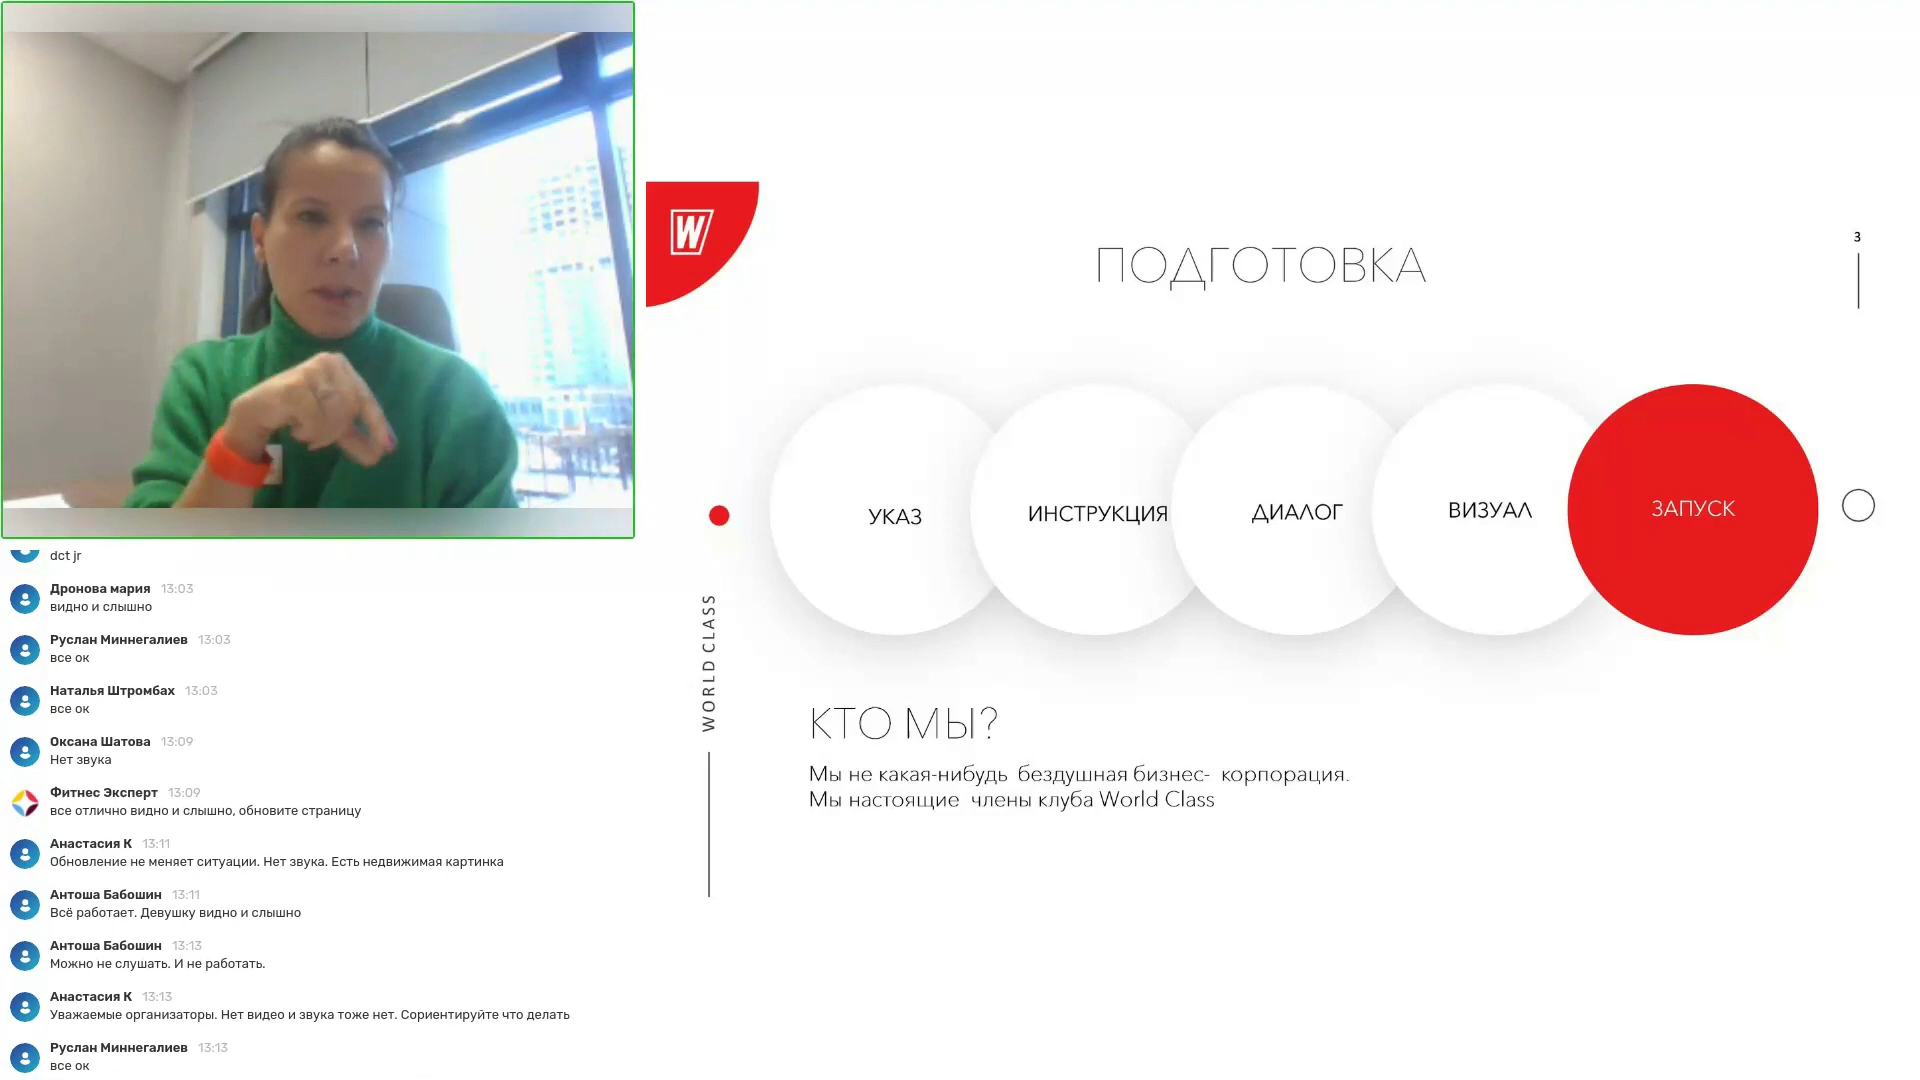 dct jr
Дронова мария 13:03
видно и слышно
Руслан Миннегалиев 13:03
все ок
Наталья Штромбах 13:03
все ок
Оксана Шатова 13:09
Нет звука
Фитнес Эксперт 13:09
все отлично видно и слышно, обновите страницу
Анастасия К 13:11
Обновление не меняет ситуации. Нет звука. Есть недвижимая картинка
Антоша Бабошин 13:11
Всё работает. Девушку видно и слышно
Антоша Бабошин 13:13
Можно не слушать. И не работать.
Анастасия К 13:13
Уважаемые организаторы. Нет видео и звука тоже нет. Сориентируйте что делать
Руслан Миннегалиев 13:13
все ок
W
ПОДГОТОВКА
3
УКАЗ
ИНСТРУКЦИЯ
ДИАЛОГ
ВИЗУАЛ
ЗАПУСК
WORLD CLASS
КТО МЫ?
Мы не какая-нибудь бездушная бизнес- корпорация.
Мы настоящие члены клуба World Class